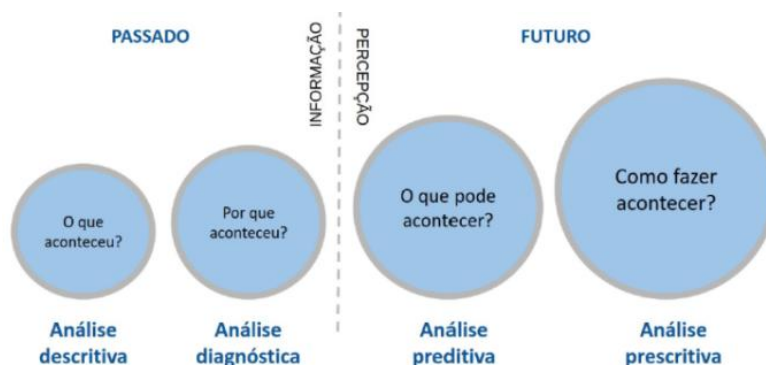 PASSADO
INFORMAÇÃO
PERCEPÇÃO
FUTURO
O que
aconteceu?
Por que
aconteceu?
O que pode
acontecer?
Como fazer
acontecer?
Análise
descritiva
Análise
diagnóstica
Análise
preditiva
Análise
prescritiva